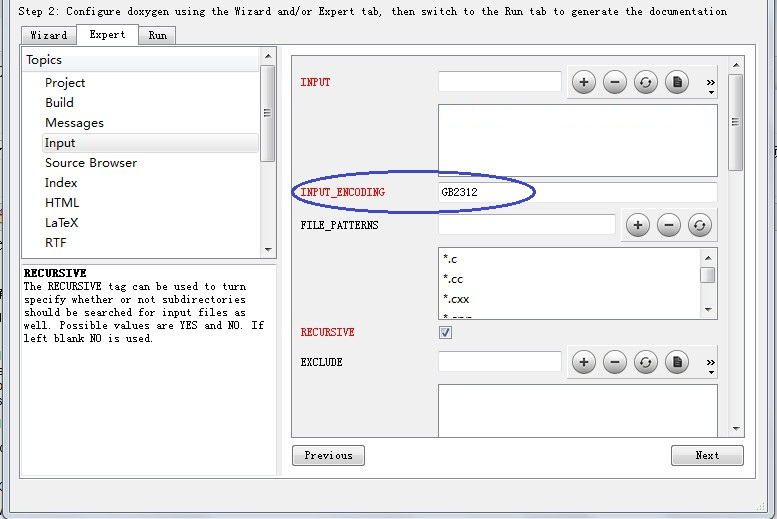 Step 2: Configure doxygen using the Wizard and/or Expert tab, then switch to the Run tab to generate the documentation
Wizard Expert Run
Topics
Project
Build
Messages
Input
Source Browser
Index
HTML
LaTeX
RTF
RECURSIVE
The RECURSIVE tag can be used to turn
specify whether or not subdirectories
should be searched for input files as
well. Possible values are YES and NO. If
left blank NO is used.
INPUT
INPUT_ENCODING GB2312
FILE_PATTERNS
*.c
*.cc
*.cxx
RECURSIVE
EXCLUDE
Previous Next